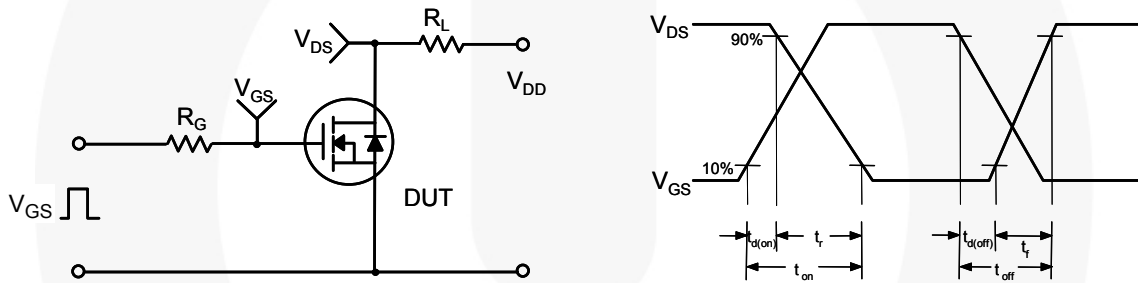 R_L
V_DS
V_DD
V_GS
R_G
V_GS
DUT
V_DS
90%
10%
V_GS
t_d(on)
t_r
t_d(off)
t_f
t_on
t_off